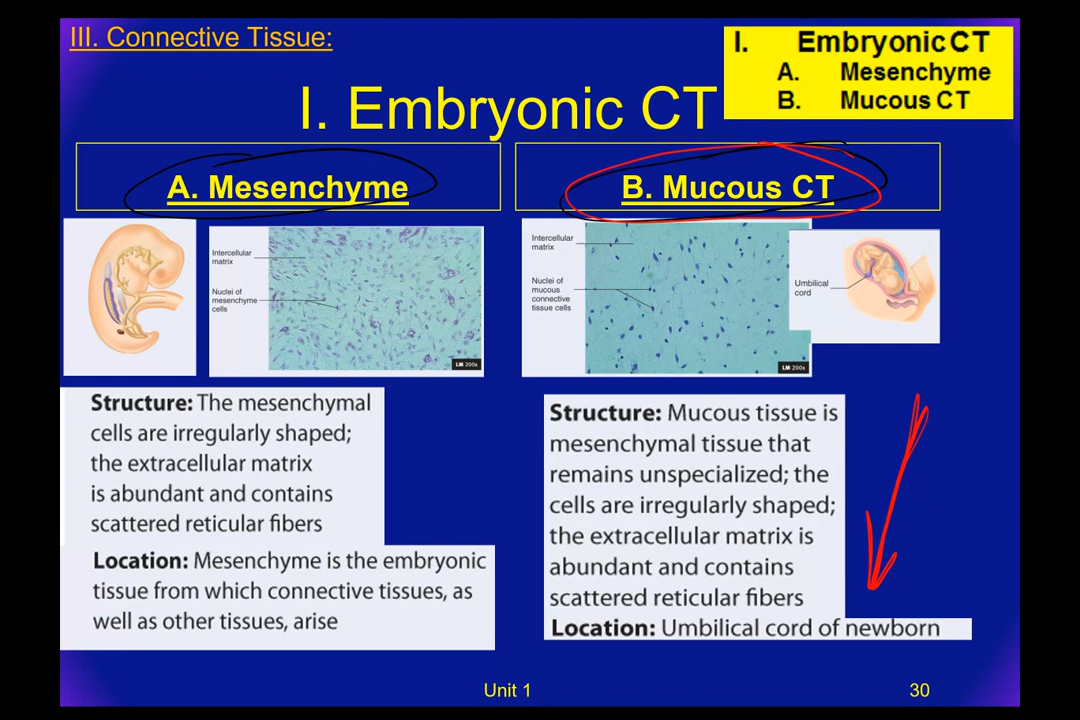 III. Connective Tissue:
I. Embryonic CT
A. Mesenchyme
B. Mucous CT
I. Embryonic CT
A. Mesenchyme
B. Mucous CT
Intercellular
matrix
Nuclei of
mesenchyme
cells
LM 200x
Structure: The mesenchymal
cells are irregularly shaped;
the extracellular matrix
is abundant and contains
scattered reticular fibers
Location: Mesenchyme is the embryonic
tissue from which connective tissues, as
well as other tissues, arise
Intercellular
matrix
Nuclei of
mucous
connective
tissue cells
LM 200x
Umbilical
cord
Structure: Mucous tissue is
mesenchymal tissue that
remains unspecialized; the
cells are irregularly shaped;
the extracellular matrix is
abundant and contains
scattered reticular fibers
Location: Umbilical cord of newborn
Unit 1
30